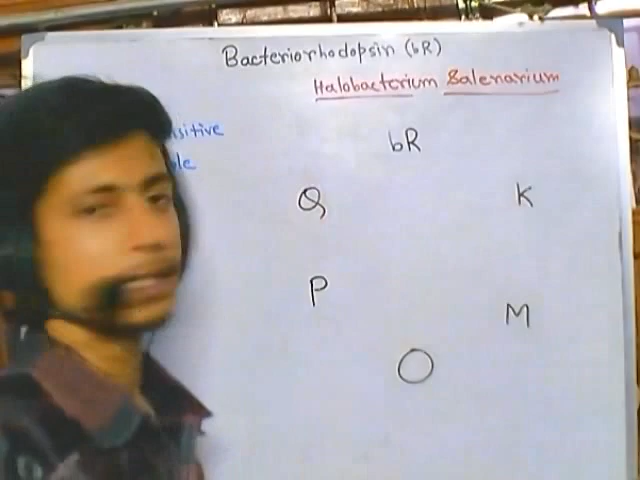 Bacteriorhodopsin (bR)
Halobacterium Salenarium
bR
Q K
P M
O